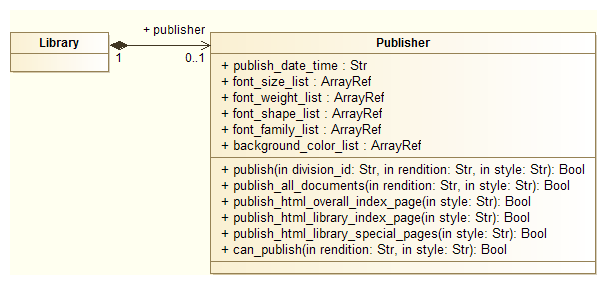 + publisher
Library
1
0..1
Publisher
+ publish_date_time : Str
+ font_size_list : ArrayRef
+ font_weight_list : ArrayRef
+ font_shape_list : ArrayRef
+ font_family_list : ArrayRef
+ background_color_list : ArrayRef
+ publish(in division_id: Str, in rendition: Str, in style: Str): Bool
+ publish_all_documents(in rendition: Str, in style: Str): Bool
+ publish_html_overall_index_page(in style: Str): Bool
+ publish_html_library_index_page(in style: Str): Bool
+ publish_html_library_special_pages(in style: Str): Bool
+ can_publish(in rendition: Str, in style: Str): Bool